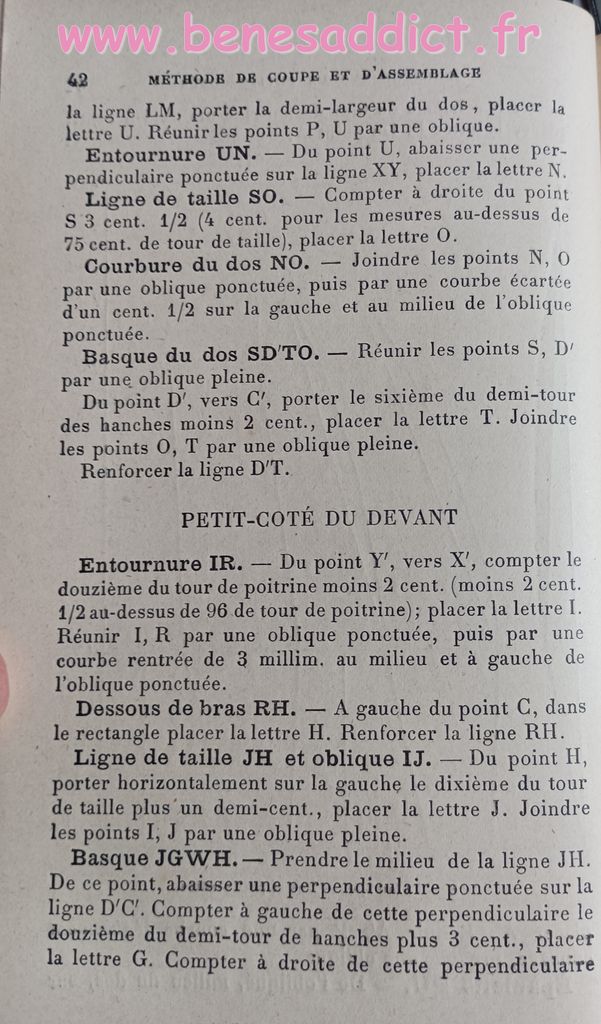 www.benesaddict.fr
42 MÉTHODE DE COUPE ET D'ASSEMBLAGE
la ligne LM, porter la demi-largeur du dos, placer la
lettre U. Réunir les points P, U par une oblique.
Entournure UN. — Du point U, abaisser une per-
pendiculaire ponctuée sur la ligne XY, placer la lettre N.
Ligne de taille SO. — Compter à droite du point
S 3 cent. 1/2 (4 cent. pour les mesures au-dessus de
75 cent. de tour de taille), placer la lettre O.
Courbure du dos NO. — Joindre les points N, O
par une oblique ponctuée, puis par une courbe écartée
d'un cent. 1/2 sur la gauche et au milieu de l'oblique
ponctuée.
Basque du dos SD'TO. — Réunir les points S, D'
par une oblique pleine.
Du point D', vers C', porter le sixième du demi-tour
des hanches moins 2 cent., placer la lettre T. Joindre
les points O, T par une oblique pleine.
Renforcer la ligne D'T.
PETIT-COTÉ DU DEVANT
Entournure IR. — Du point Y', vers X', compter le
douzième du tour de poitrine moins 2 cent. (moins 2 cent.
1/2 au-dessus de 96 de tour de poitrine); placer la lettre I.
Réunir I, R par une oblique ponctuée, puis par une
courbe rentrée de 3 millim. au milieu et à gauche de
l'oblique ponctuée.
Dessous de bras RH. — A gauche du point C, dans
le rectangle placer la lettre H. Renforcer la ligne RH.
Ligne de taille JH et oblique IJ. — Du point H,
porter horizontalement sur la gauche le dixième du tour
de taille plus un demi-cent., placer la lettre J. Joindre
les points I, J par une oblique pleine.
Basque JGWH. — Prendre le milieu de la ligne JH.
De ce point, abaisser une perpendiculaire ponctuée sur la
ligne D'C'. Compter à gauche de cette perpendiculaire le
douzième du demi-tour de hanches plus 3 cent., placer
la lettre G. Compter à droite de cette perpendiculaire